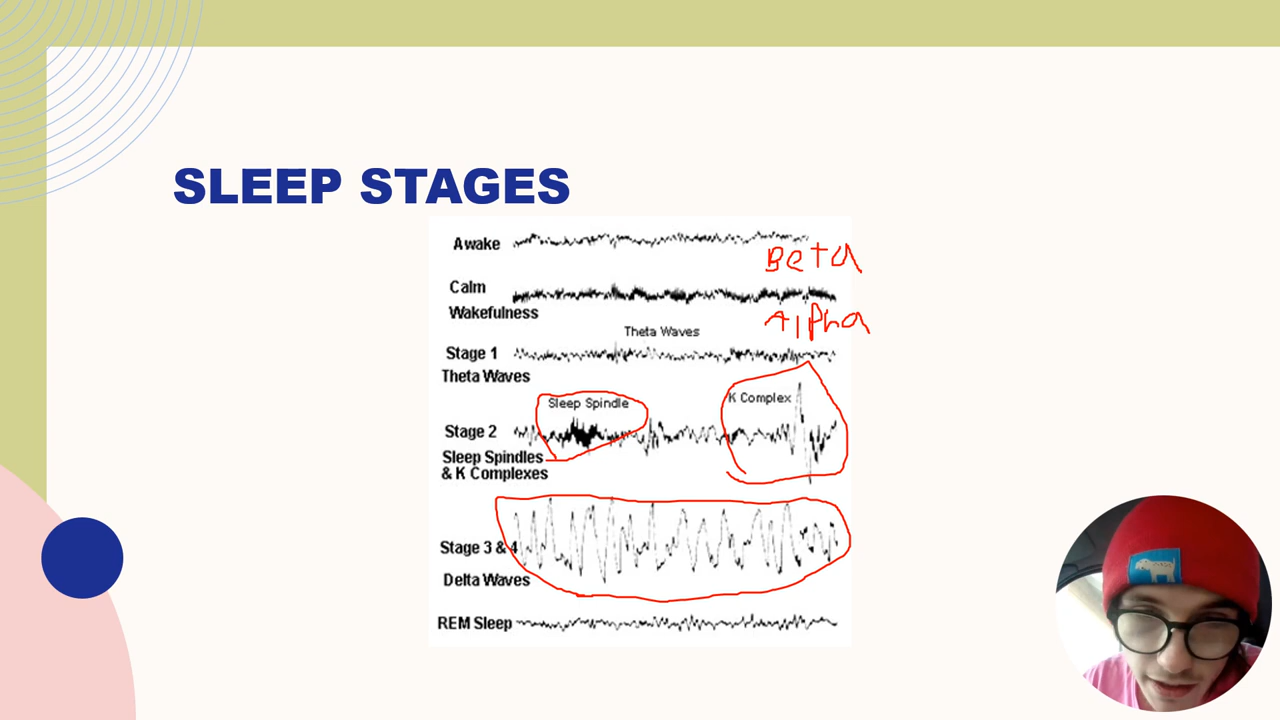 SLEEP STAGES
Awake
Beta
Calm
Wakefulness
Alpha
Theta Waves
Stage 1
Theta Waves
Sleep Spindle
K Complex
Stage 2
Sleep Spindles
& K Complexes
Stage 3 & 4
Delta Waves
REM Sleep